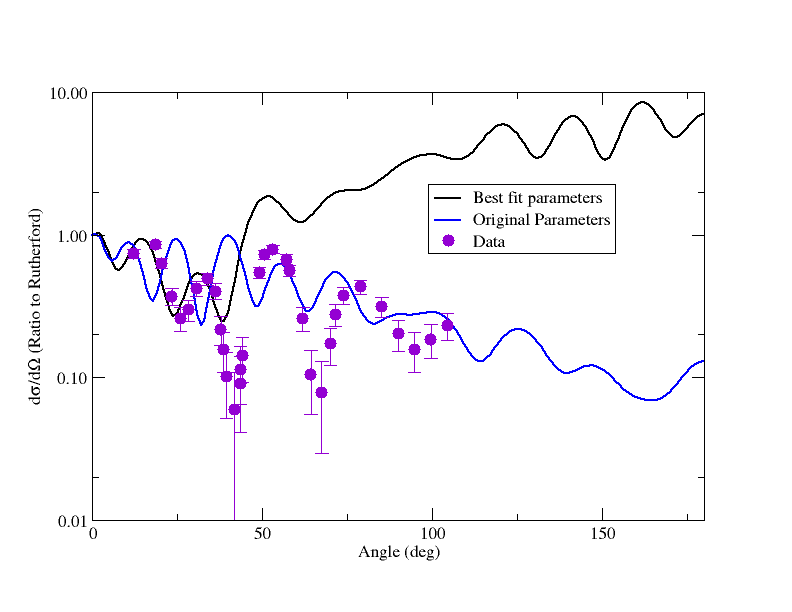 10.00
1.00
0.10
0.01
dσ/dΩ (Ratio to Rutherford)
Best fit parameters
Original Parameters
Data
0 50 100 150
Angle (deg)